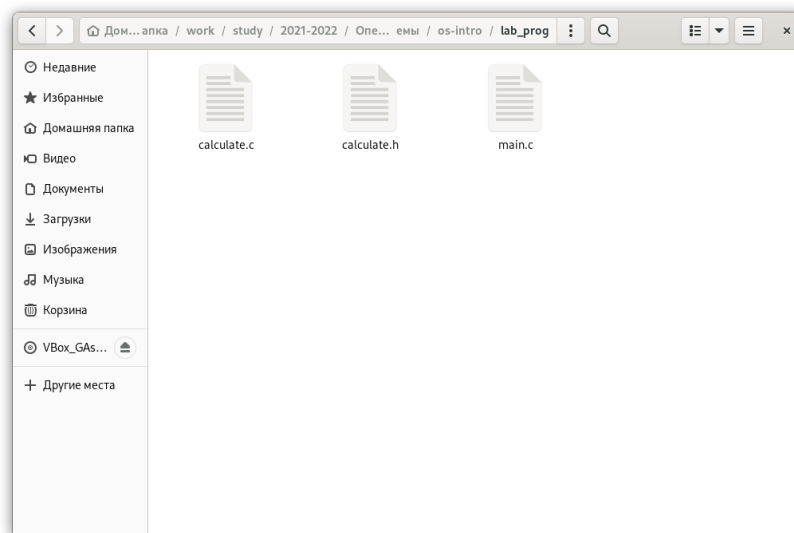 Дом…апка / work / study / 2021-2022 / Опе… емы / os-intro / lab_prog
Недавние
Избранные
Домашняя папка
Видео
Документы
Загрузки
Изображения
Музыка
Корзина
VBox_GAs…
Другие места
calculate.c
calculate.h
main.c